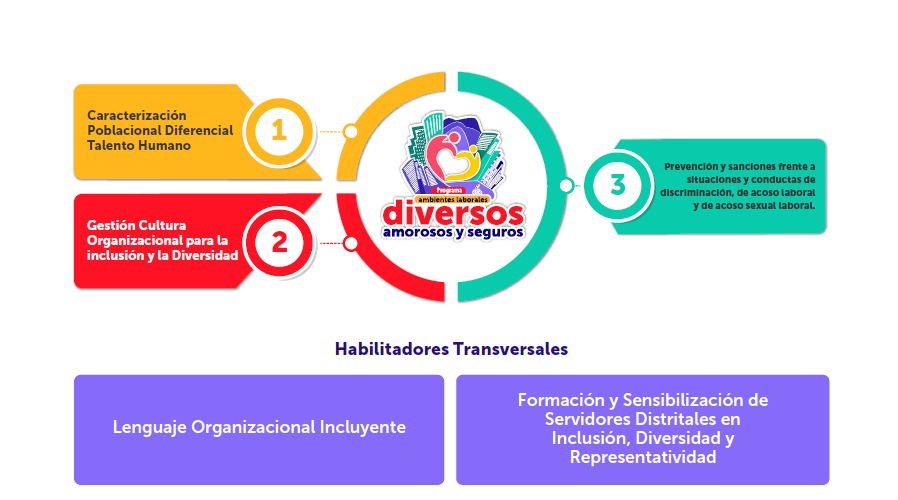 Caracterización
Poblacional Diferencial
Talento Humano
1
Gestión Cultura
Organizacional para la
inclusión y la Diversidad
2
Programa
ambientes laborales
diversos
amorosos y seguros
3
Prevención y sanciones frente a
situaciones y conductas de
discriminación, de acoso laboral
y de acoso sexual laboral.
Habilitadores Transversales
Lenguaje Organizacional Incluyente
Formación y Sensibilización de
Servidores Distritales en
Inclusión, Diversidad y
Representatividad